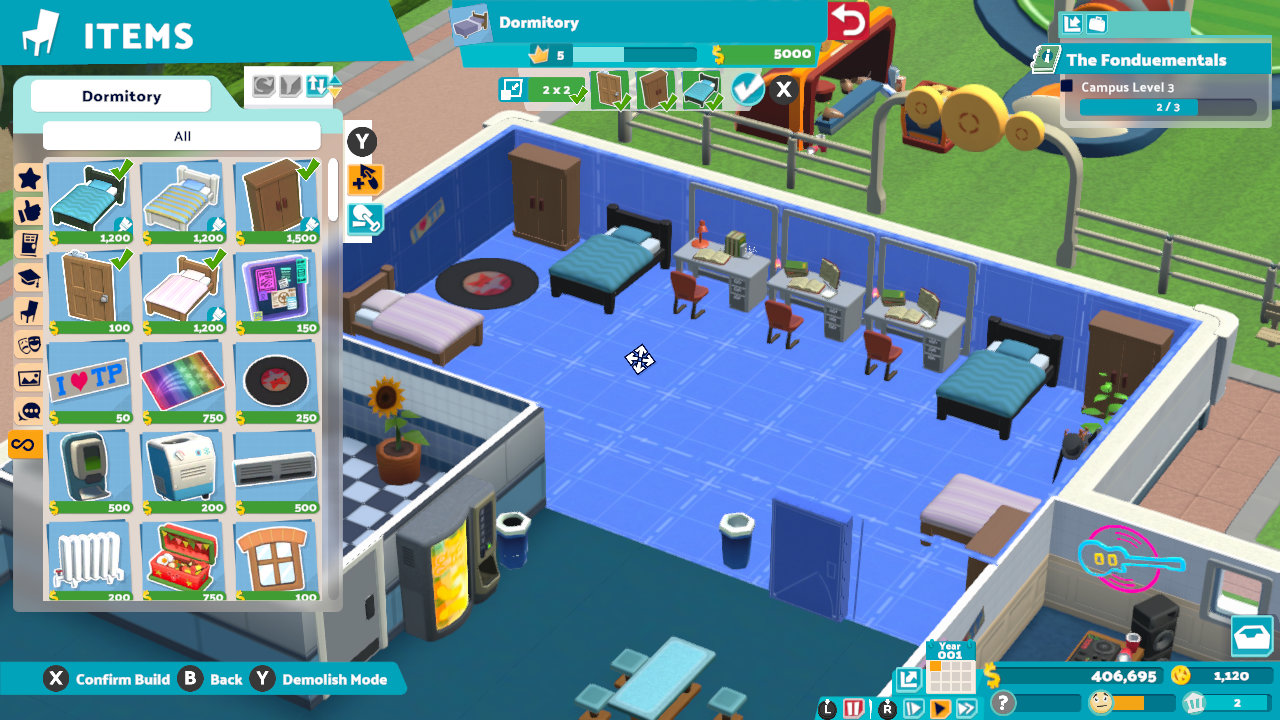 ITEMS
Dormitory
5
$ 5000
2 x 2
X
The Fonduementals
Campus Level 3
2 / 3
Dormitory
All
Y
$ 1,200
$ 1,200
$ 1,500
$ 100
$ 1,200
$ 150
I ♥ TP
$ 50
$ 750
$ 250
$ 500
$ 200
$ 500
$ 200
$ 750
$ 100
X Confirm Build B Back Y Demolish Mode
Year
001
$ 406,695
1,120
L
R
?
2